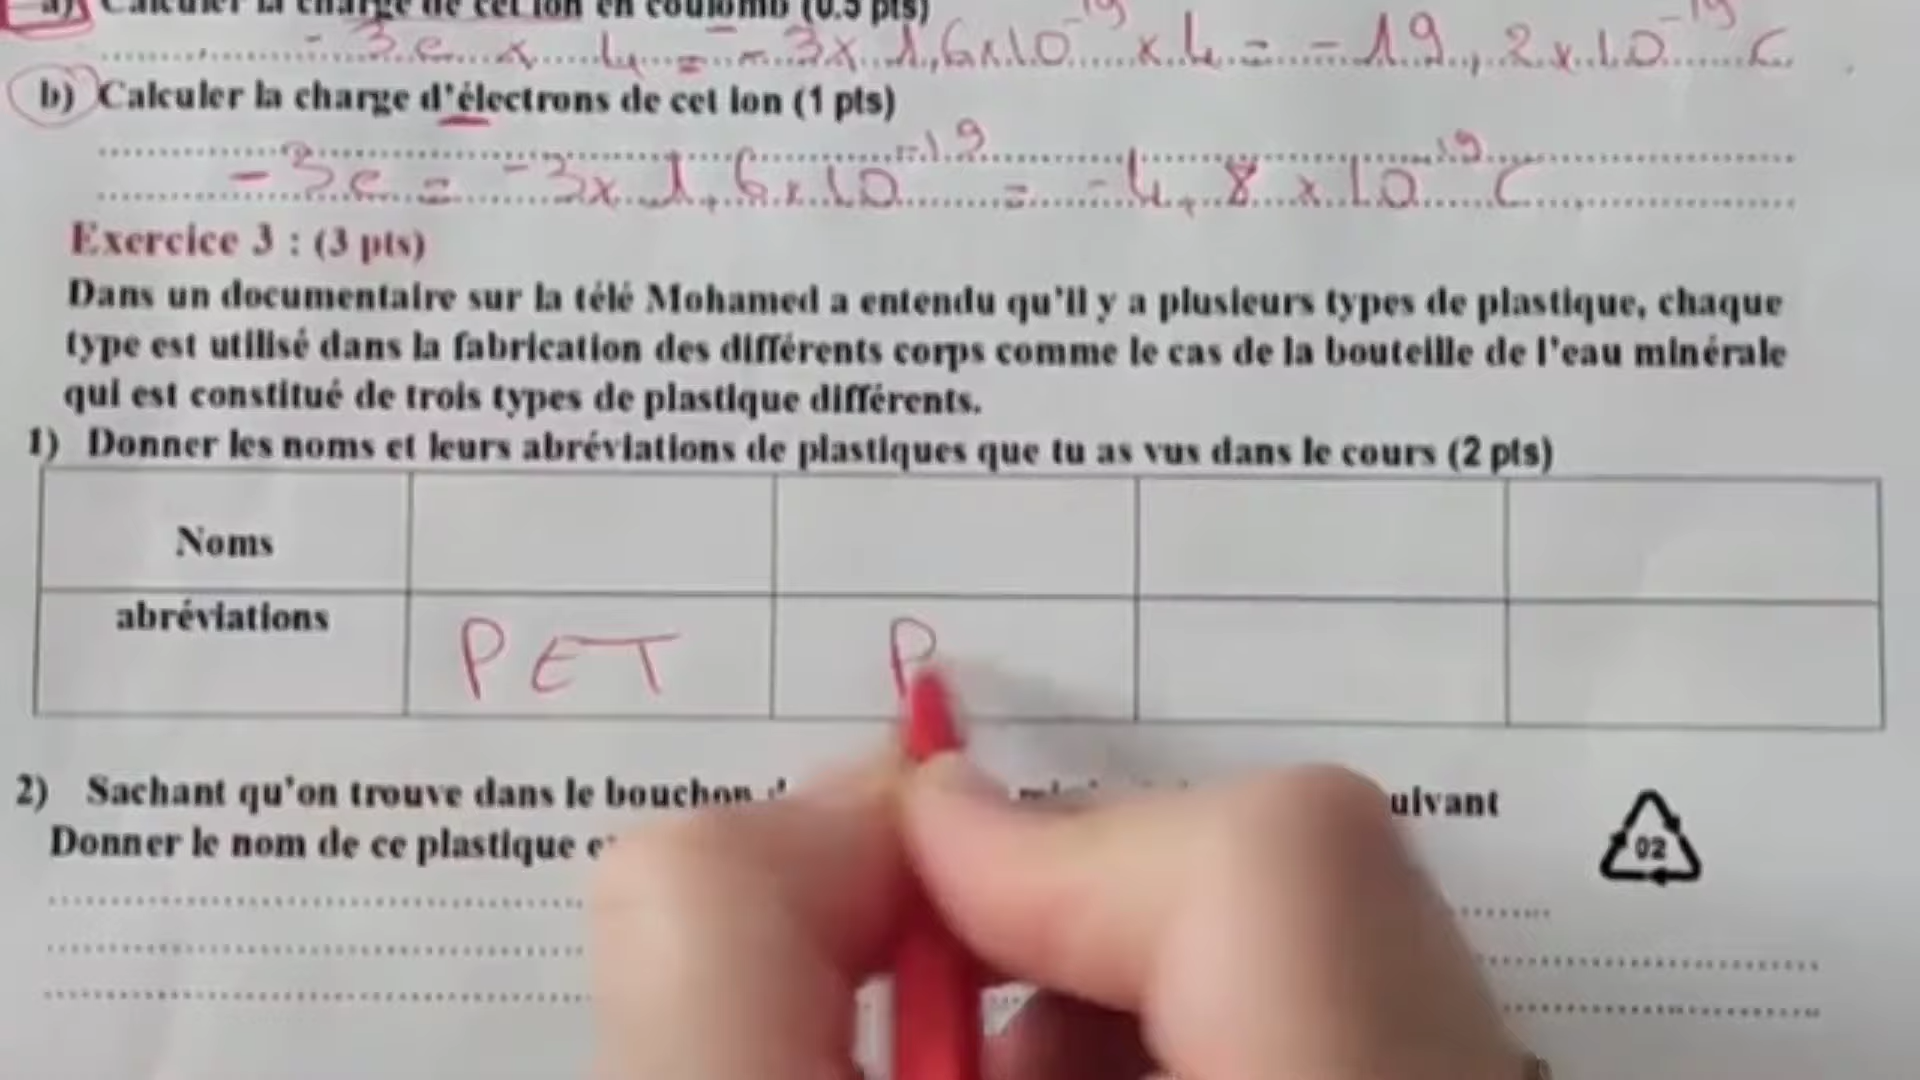 a) Calculer la charge de cet ion en coulomb (0.5 pts)
- 3e x 4 = - 3x 1,6x10^-19 x 4 = - 19,2x10^-19 C
b) Calculer la charge d'électrons de cet ion (1 pts)
- 3e = -3x 1,6x10^-19 = - 4,8 x10^-19 C
Exercice 3 : (3 pts)
Dans un documentaire sur la télé Mohamed a entendu qu'il y a plusieurs types de plastique, chaque
type est utilisé dans la fabrication des différents corps comme le cas de la bouteille de l'eau minérale
qui est constitué de trois types de plastique différents.
1) Donner les noms et leurs abréviations de plastiques que tu as vus dans le cours (2 pts)
Noms
abréviations PET P
2) Sachant qu'on trouve dans le bouchon
Donner le nom de ce plastique
02